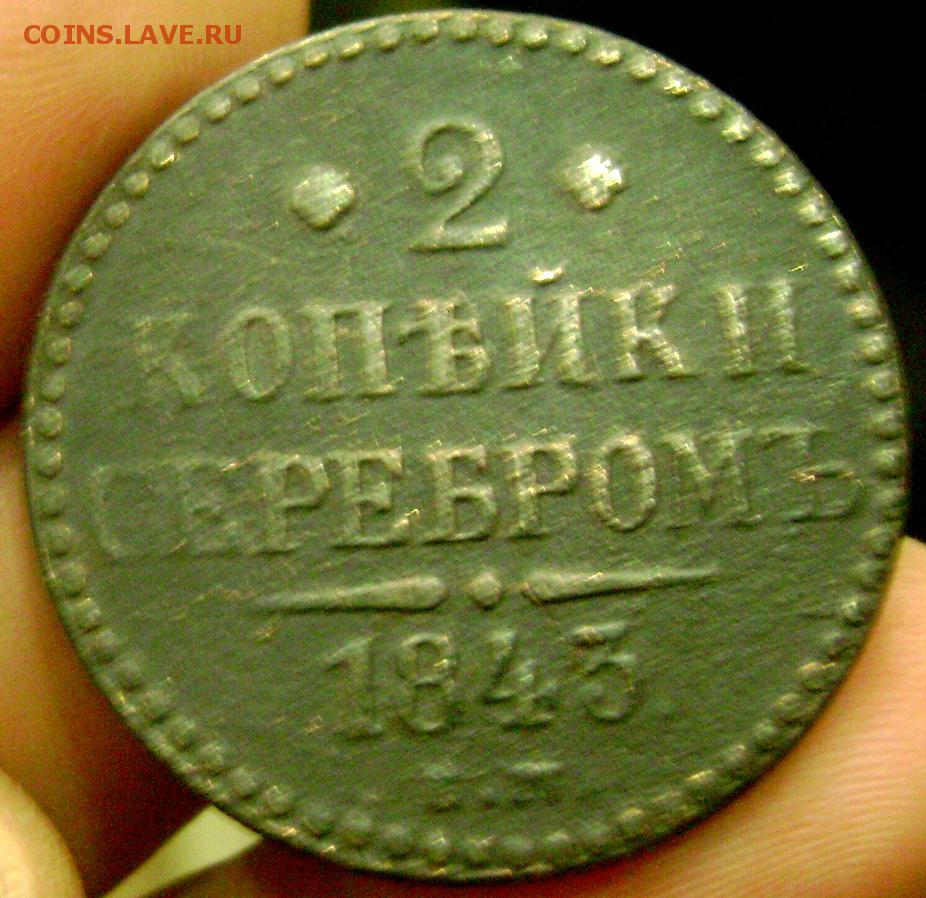 COINS.LAVE.RU
2
КОПѢЙКИ
СЕРЕБРОМЪ
1843